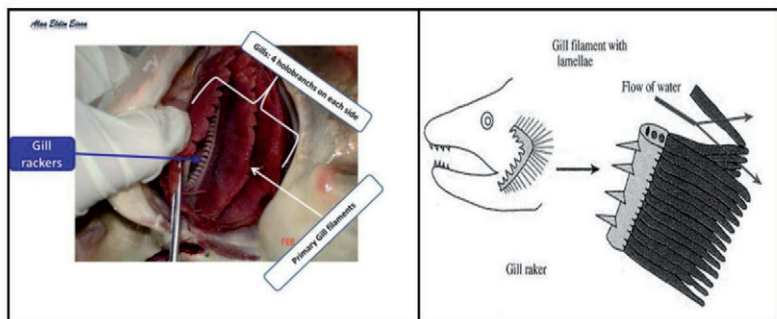 Alaa Eldin Eissa
Gills: 4 holobranchs on each side
Gill
rackers
Primary Gill filaments
Gill filament with
lamellae
Flow of water
Gill raker